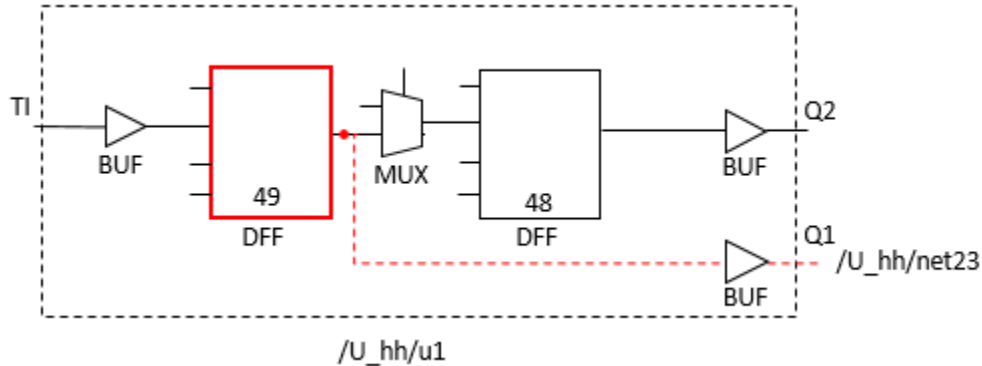 TI
BUF
49
DFF
MUX
48
DFF
BUF
Q2
BUF
Q1
/U_hh/net23
/U_hh/u1